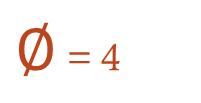 ∅ = 4